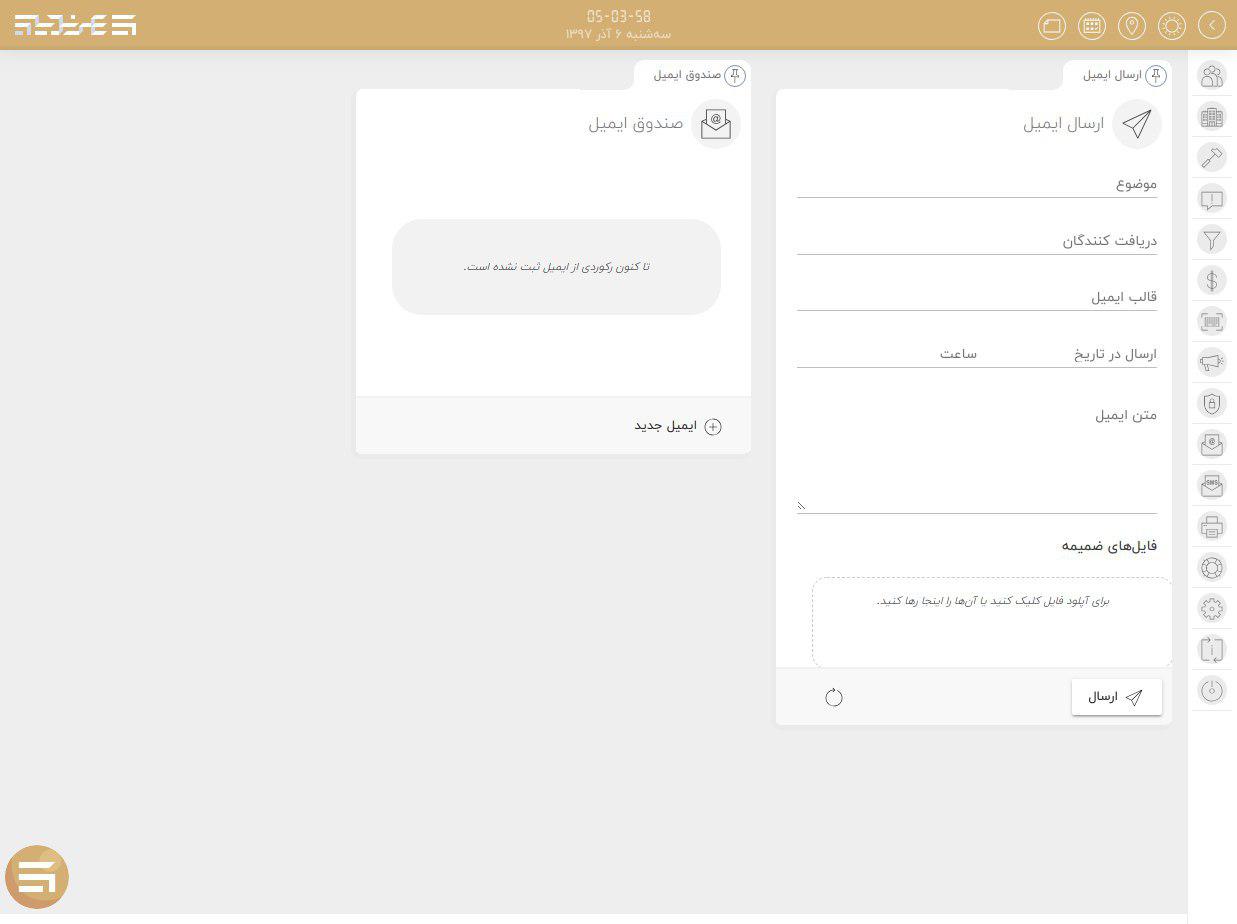 05-03-58
سه‌شنبه ۶ آذر ۱۳۹۷
ارسال ایمیل
ارسال ایمیل
موضوع
دریافت کنندگان
قالب ایمیل
ارسال در تاریخ
ساعت
متن ایمیل
فایل‌های ضمیمه
برای آپلود فایل کلیک کنید یا آن‌ها را اینجا رها کنید.
ارسال
صندوق ایمیل
صندوق ایمیل
تا کنون رکوردی از ایمیل ثبت نشده است.
ایمیل جدید
SMS